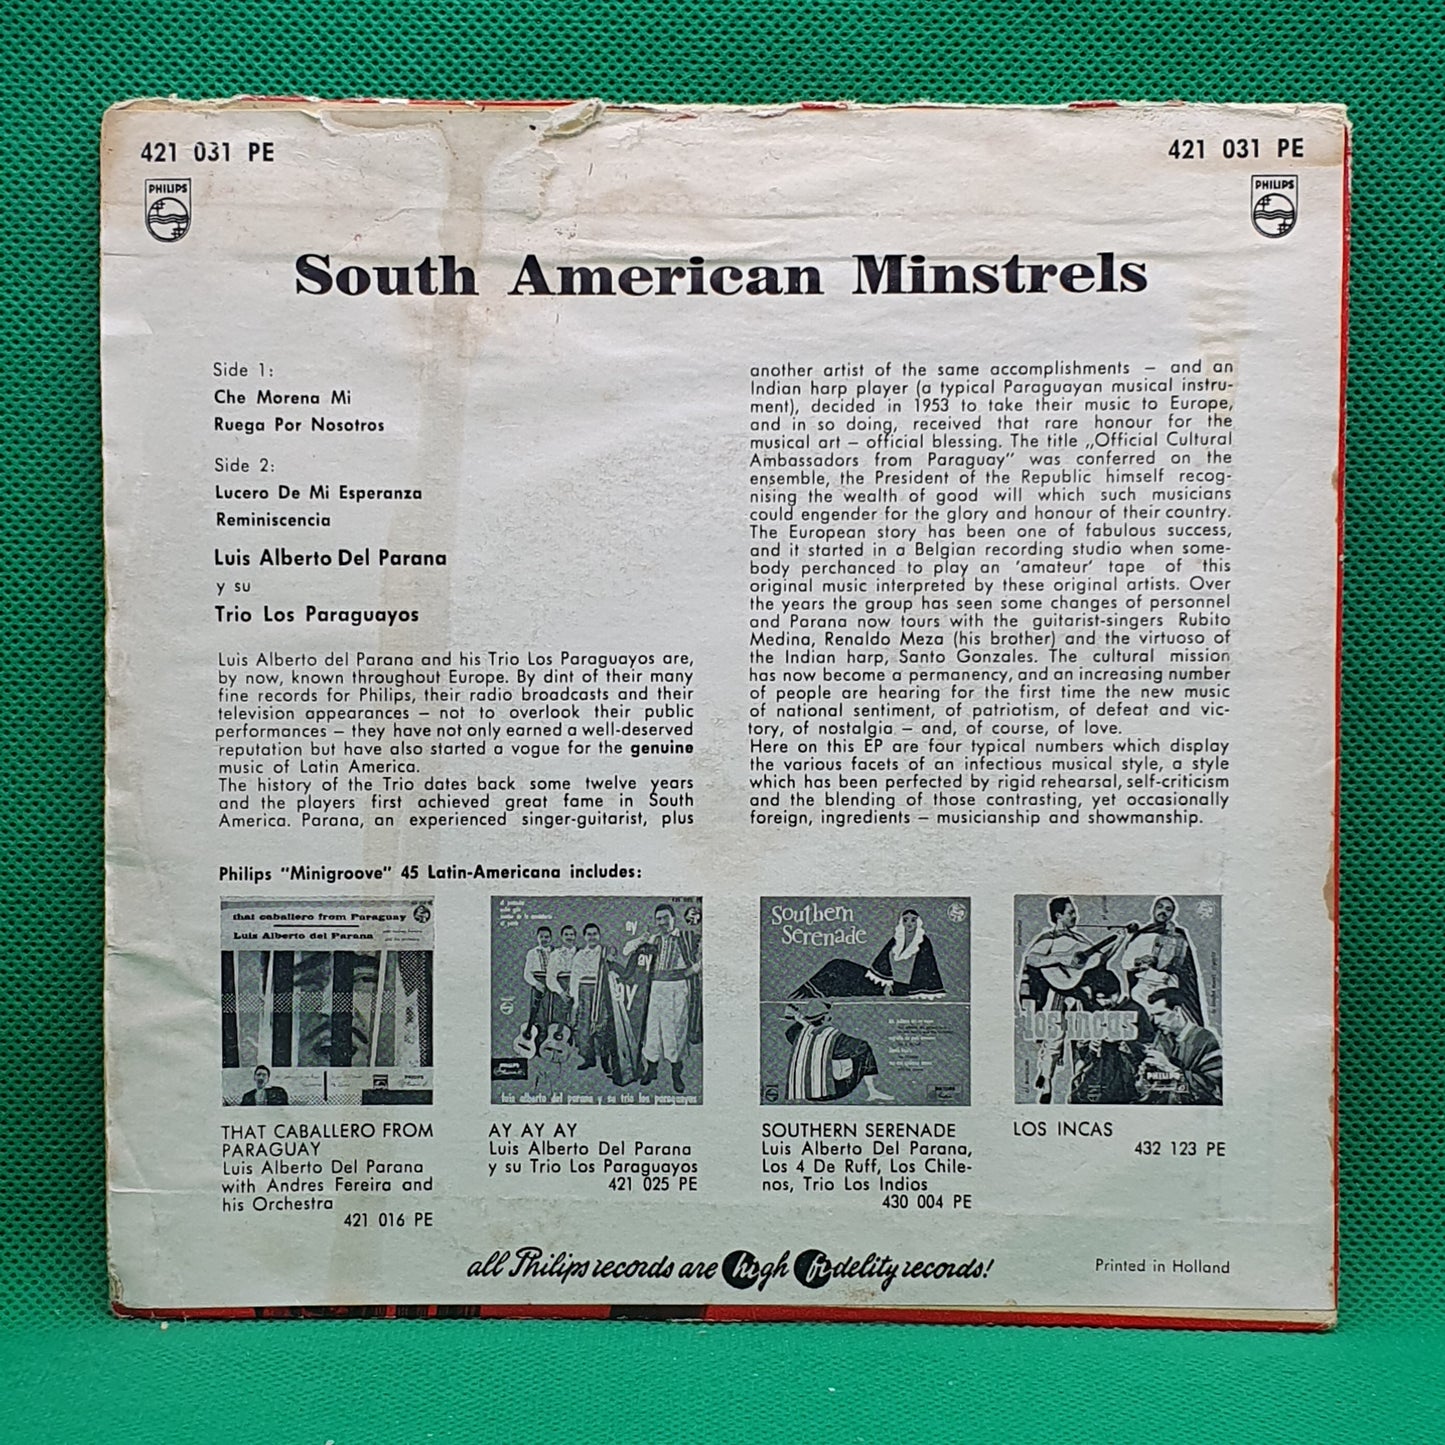 421 031 PE
421 031 PE
PHILIPS
PHILIPS
South American Minstrels
Side 1:
Che Morena Mi
Ruega Por Nosotros
Side 2:
Lucero De Mi Esperanza
Reminiscencia
Luis Alberto Del Parana
y su
Trio Los Paraguayos
Luis Alberto del Parana and his Trio Los Paraguayos are,
by now, known throughout Europe. By dint of their many
fine records for Philips, their radio broadcasts and their
television appearances – not to overlook their public
performances – they have not only earned a well-deserved
reputation but have also started a vogue for the genuine
music of Latin America.
The history of the Trio dates back some twelve years
and the players first achieved great fame in South
America. Parana, an experienced singer-guitarist, plus
another artist of the same accomplishments – and an
Indian harp player (a typical Paraguayan musical instru-
ment), decided in 1953 to take their music to Europe,
and in so doing, received that rare honour for the
musical art – official blessing. The title „Official Cultural
Ambassadors from Paraguay" was conferred on the
ensemble, the President of the Republic himself recog-
nising the wealth of good will which such musicians
could engender for the glory and honour of their country.
The European story has been one of fabulous success,
and it started in a Belgian recording studio when some-
body perchanced to play an 'amateur' tape of this
original music interpreted by these original artists. Over
the years the group has seen some changes of personnel
and Parana now tours with the guitarist-singers Rubito
Medina, Renaldo Meza (his brother) and the virtuoso of
the Indian harp, Santo Gonzales. The cultural mission
has now become a permanency, and an increasing number
of people are hearing for the first time the new music
of national sentiment, of patriotism, of defeat and vic-
tory, of nostalgia – and, of course, of love.
Here on this EP are four typical numbers which display
the various facets of an infectious musical style, a style
which has been perfected by rigid rehearsal, self-criticism
and the blending of those contrasting, yet occasionally
foreign, ingredients – musicianship and showmanship.
Philips "Minigroove" 45 Latin-Americana includes:
that caballero from Paraguay
Luis Alberto del Parana
PHILIPS
ay
ay
ay
PHILIPS
luis alberto del parana y su trio los paraguayos
Southern
Serenade
los incas
PHILIPS
THAT CABALLERO FROM
PARAGUAY
Luis Alberto Del Parana
with Andres Fereira and
his Orchestra
421 016 PE
AY AY AY
Luis Alberto Del Parana
y su Trio Los Paraguayos
421 025 PE
SOUTHERN SERENADE
Luis Alberto Del Parana,
Los 4 De Ruff, Los Chile-
nos, Trio Los Indios
430 004 PE
LOS INCAS
432 123 PE
all Philips records are high fidelity records!
Printed in Holland